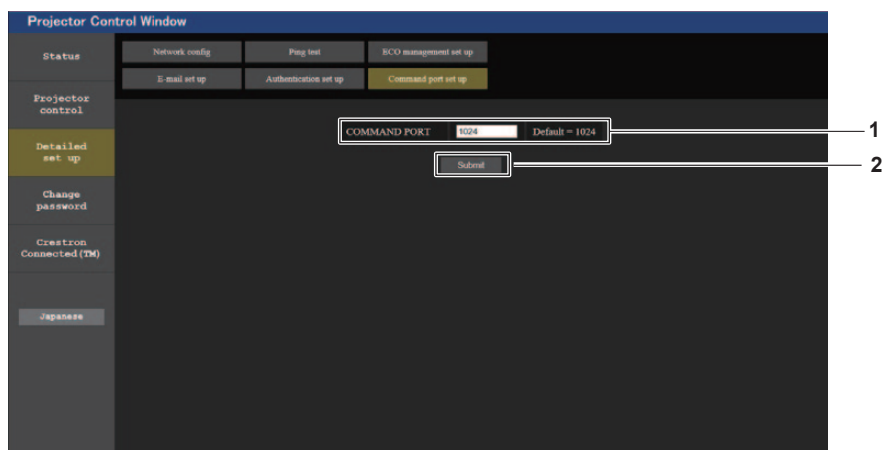 Projector Control Window
Status
Network config
Ping test
ECO management set up
E-mail set up
Authentication set up
Command port set up
Projector
control
COMMAND PORT 1024 Default = 1024
1
Submit
2
Detailed
set up
Change
password
Crestron
Connected(TM)
Japanese